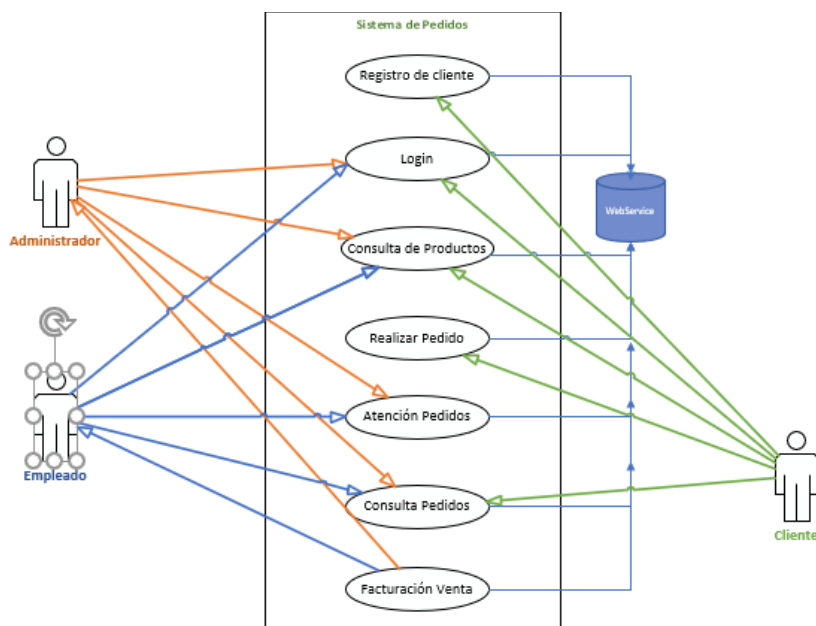 Sistema de Pedidos
Registro de cliente
Login
WebService
Administrador
Consulta de Productos
Realizar Pedido
Atención Pedidos
Empleado
Consulta Pedidos
Cliente
Facturación Venta